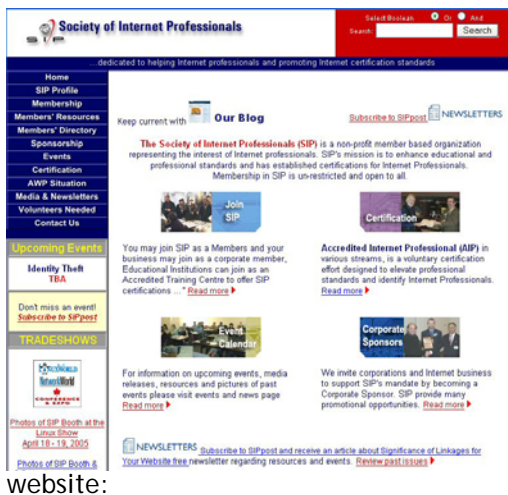 Society of Internet Professionals
SIP
Select Boolean Or And
Search: Search
...dedicated to helping Internet professionals and promoting Internet certification standards
Home
SIP Profile
Membership
Members' Resources
Members' Directory
Sponsorship
Events
Certification
AWP Situation
Media & Newsletters
Volunteers Needed
Contact Us
Upcoming Events
Identity Theft
TBA
Don't miss an event!
Subscribe to SIPpost
TRADESHOWS
LinuxWorld
NetworkWorld
CONFERENCE
& EXPO
Photos of SIP Booth at the
Linux Show
April 18 - 19, 2005
Photos of SIP Booth &
Keep current with Our Blog
Subscribe to SIPpost NEWSLETTERS
The Society of Internet Professionals (SIP) is a non-profit member based organization
representing the interest of Internet professionals. SIP's mission is to enhance educational and
professional standards and has established certifications for Internet Professionals.
Membership in SIP is un-restricted and open to all.
Join
SIP
You may join SIP as a Members and your
business may join as a corporate member,
Educational Institutions can join as an
Accredited Training Centre to offer SIP
certifications ..." Read more
Certification
Accredited Internet Professional (AIP) in
various streams, is a voluntary certification
effort designed to elevate professional
standards and identify Internet Professionals.
Read more
Event
Calendar
For information on upcoming events, media
releases, resources and pictures of past
events please visit events and news page
Read more
Corporate
Sponsors
We invite corporations and Internet business
to support SIP's mandate by becoming a
Corporate Sponsor. SIP provide many
promotional opportunities. Read more
NEWSLETTERS Subscribe to SIPpost and receive an article about Significance of Linkages for
Your Website free newsletter regarding resources and events. Review past issues
website: